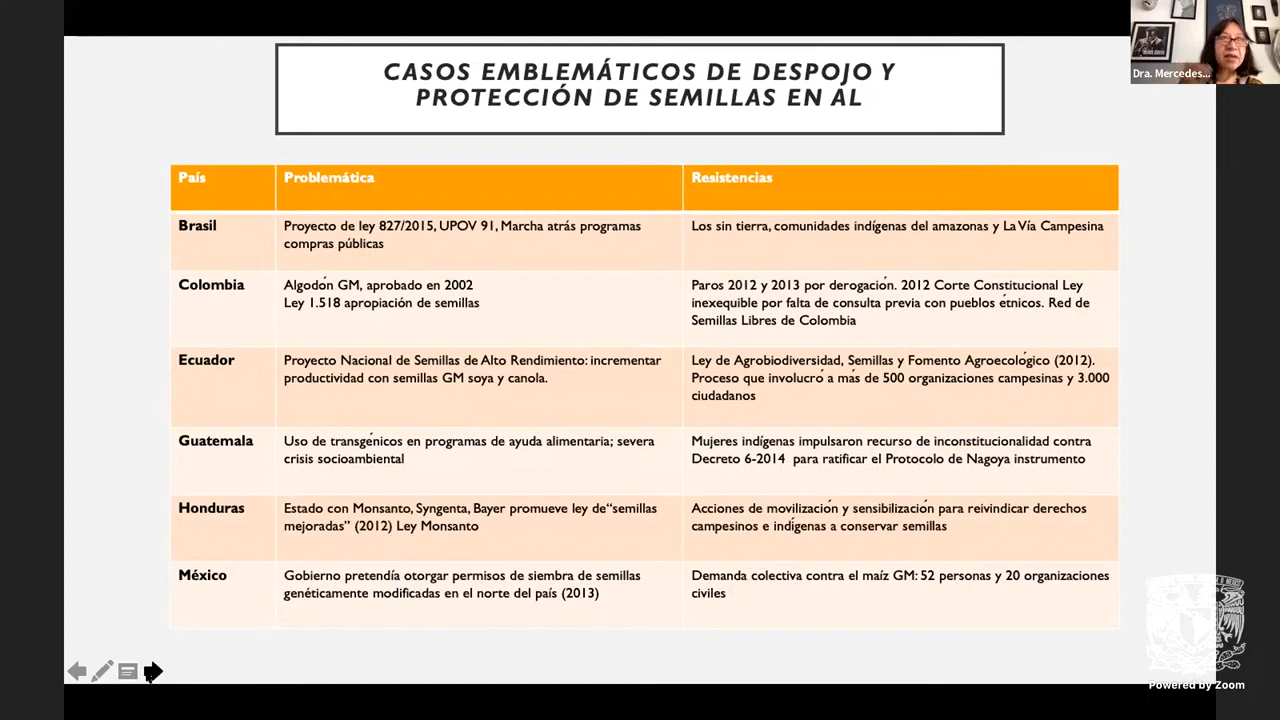 CASOS EMBLEMÁTICOS DE DESPOJO Y
PROTECCIÓN DE SEMILLAS EN AL
Dra. Mercedes...
País
Problemática
Resistencias
Brasil
Proyecto de ley 827/2015, UPOV 91, Marcha atrás programas
compras públicas
Los sin tierra, comunidades indígenas del amazonas y La Vía Campesina
Colombia
Algodón GM, aprobado en 2002
Ley 1.518 apropiación de semillas
Paros 2012 y 2013 por derogación. 2012 Corte Constitucional Ley
inexequible por falta de consulta previa con pueblos étnicos. Red de
Semillas Libres de Colombia
Ecuador
Proyecto Nacional de Semillas de Alto Rendimiento: incrementar
productividad con semillas GM soya y canola.
Ley de Agrobiodiversidad, Semillas y Fomento Agroecológico (2012).
Proceso que involucró a más de 500 organizaciones campesinas y 3.000
ciudadanos
Guatemala
Uso de transgénicos en programas de ayuda alimentaria; severa
crisis socioambiental
Mujeres indígenas impulsaron recurso de inconstitucionalidad contra
Decreto 6-2014 para ratificar el Protocolo de Nagoya instrumento
Honduras
Estado con Monsanto, Syngenta, Bayer promueve ley de“semillas
mejoradas” (2012) Ley Monsanto
Acciones de movilización y sensibilización para reivindicar derechos
campesinos e indígenas a conservar semillas
México
Gobierno pretendía otorgar permisos de siembra de semillas
genéticamente modificadas en el norte del país (2013)
Demanda colectiva contra el maíz GM: 52 personas y 20 organizaciones
civiles
Powered by Zoom